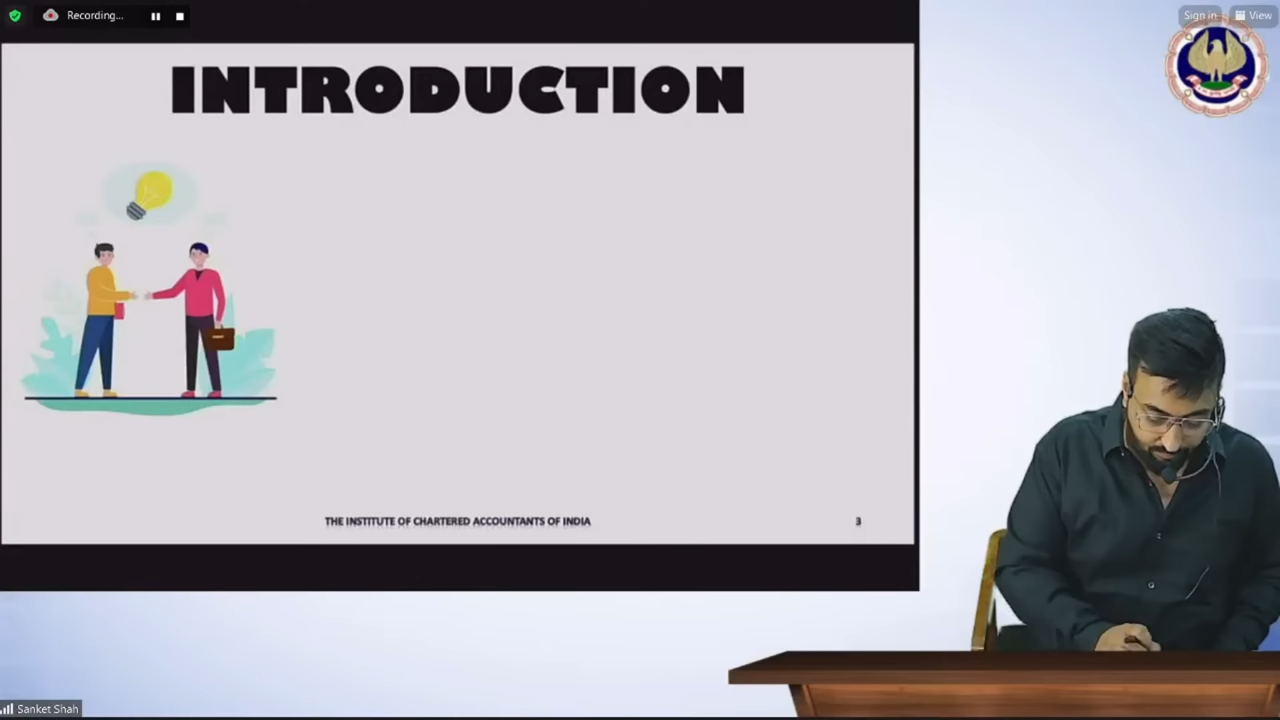 Recording...
Sign in
View
INTRODUCTION
THE INSTITUTE OF CHARTERED ACCOUNTANTS OF INDIA
3
Sanket Shah